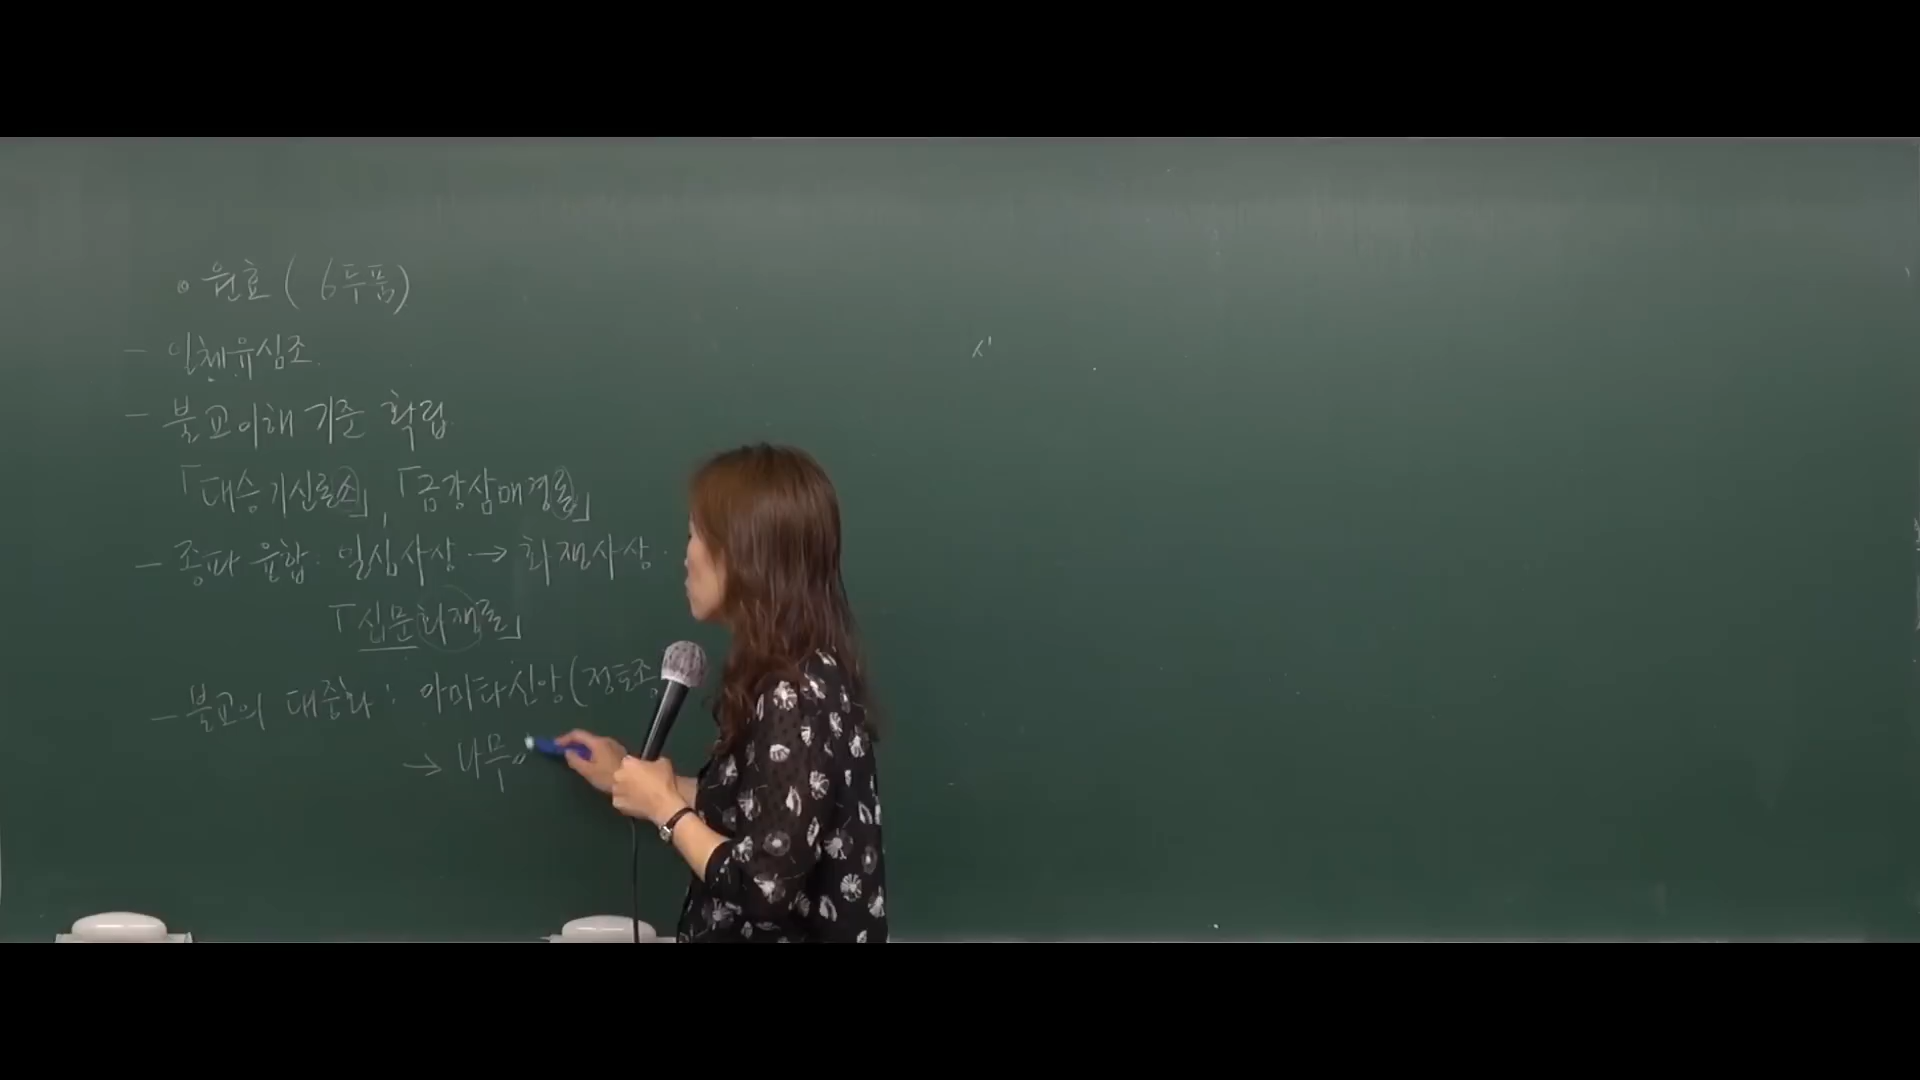 • 원효 ( 6두품)
- 일체유심조.
- 불교이해 기준 확립.
「대승기신론소」, 「금강삼매경론」
- 종파 융합. 일심사상 → 화쟁사상.
「십문화쟁론」
- 불교의 대중화 : 아미타신앙(정토종
→ 나무